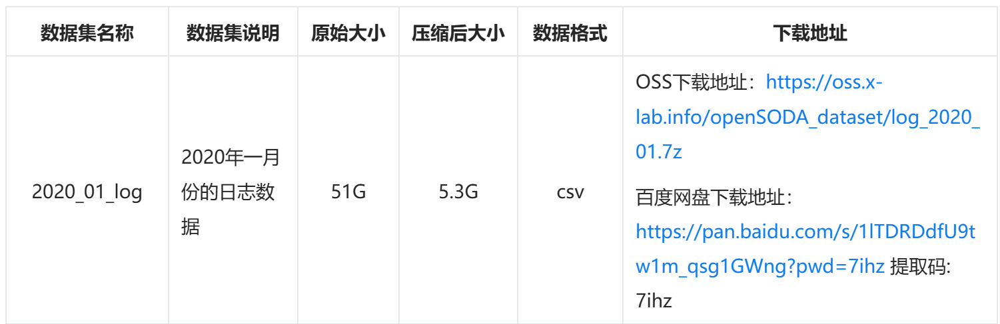 数据集名称 数据集说明 原始大小 压缩后大小 数据格式 下载地址
2020_01_log
2020年一月
份的日志数
据
51G
5.3G
csv
OSS下载地址：https://oss.x-
lab.info/openSODA_dataset/log_2020_
01.7z
百度网盘下载地址：
https://pan.baidu.com/s/1lTDRDdfU9t
w1m_qsg1GWng?pwd=7ihz 提取码:
7ihz